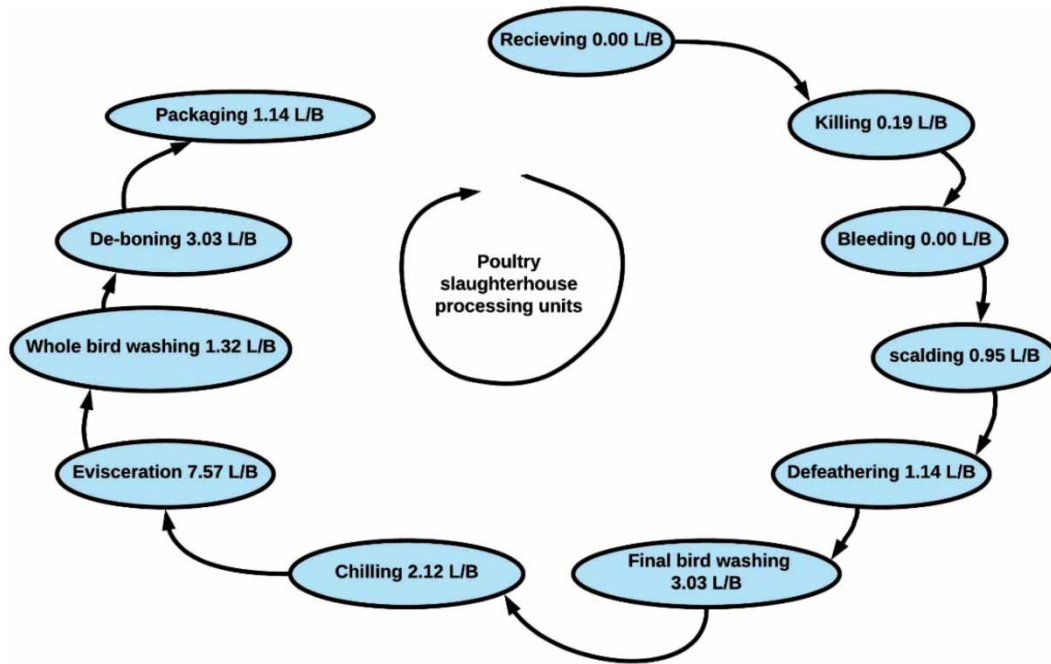 Recieving 0.00 L/B
Killing 0.19 L/B
Bleeding 0.00 L/B
scalding 0.95 L/B
Defeathering 1.14 L/B
Final bird washing
3.03 L/B
Chilling 2.12 L/B
Evisceration 7.57 L/B
Whole bird washing 1.32 L/B
De-boning 3.03 L/B
Packaging 1.14 L/B
Poultry
slaughterhouse
processing units